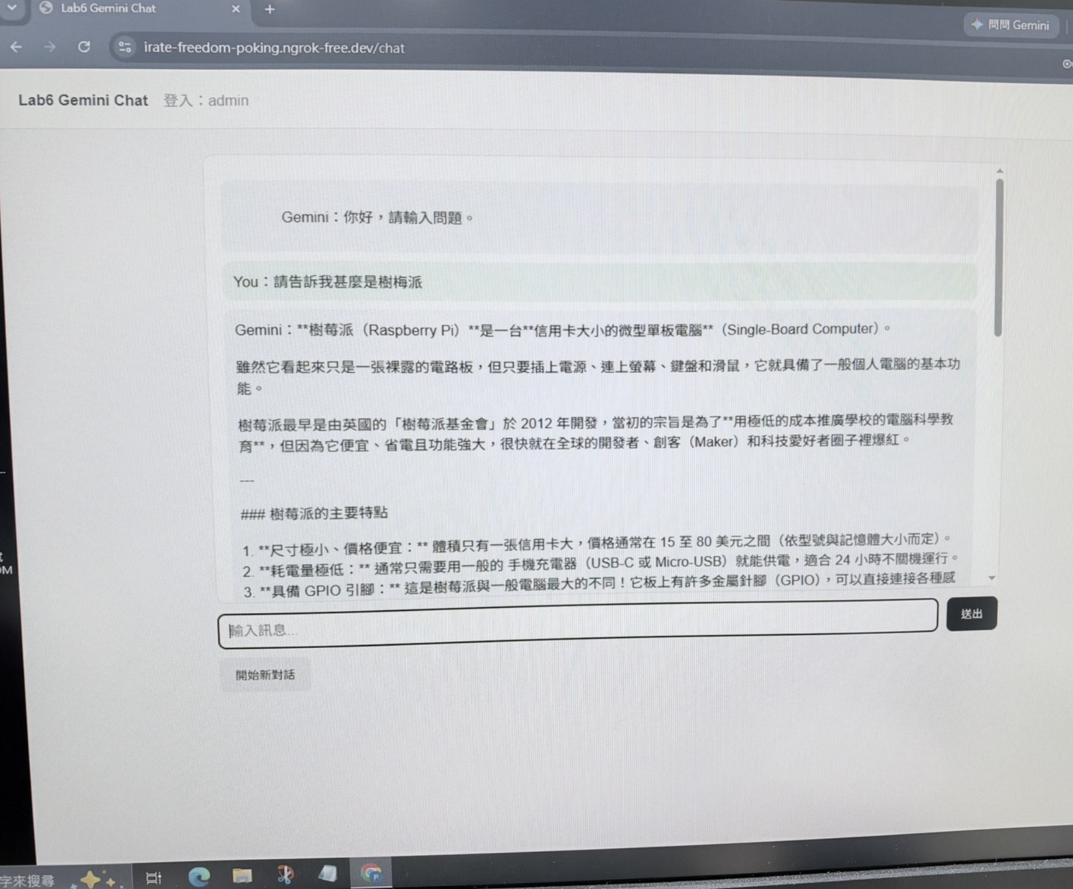 Lab6 Gemini Chat
問問 Gemini
irate-freedom-poking.ngrok-free.dev/chat
Lab6 Gemini Chat 登入：admin
Gemini：你好，請輸入問題。
You：請告訴我甚麼是樹梅派
Gemini：**樹莓派（Raspberry Pi）**是一台**信用卡大小的微型單板電腦**（Single-Board Computer）。
雖然它看起來只是一張裸露的電路板，但只要插上電源、連上螢幕、鍵盤和滑鼠，它就具備了一般個人電腦的基本功
能。
樹莓派最早是由英國的「樹莓派基金會」於 2012 年開發，當初的宗旨是為了**用極低的成本推廣學校的電腦科學教
育**，但因為它便宜、省電且功能強大，很快就在全球的開發者、創客（Maker）和科技愛好者圈子裡爆紅。
---
### 樹莓派的主要特點
1. **尺寸極小、價格便宜：** 體積只有一張信用卡大，價格通常在 15 至 80 美元之間（依型號與記憶體大小而定）。
2. **耗電量極低：** 通常只需要用一般的 手機充電器（USB-C 或 Micro-USB）就能供電，適合 24 小時不關機運行。
3. **具備 GPIO 引腳：** 這是樹莓派與一般電腦最大的不同！它板上有許多金屬針腳（GPIO），可以直接連接各種感
輸入訊息...
送出
開始新對話
字來搜尋